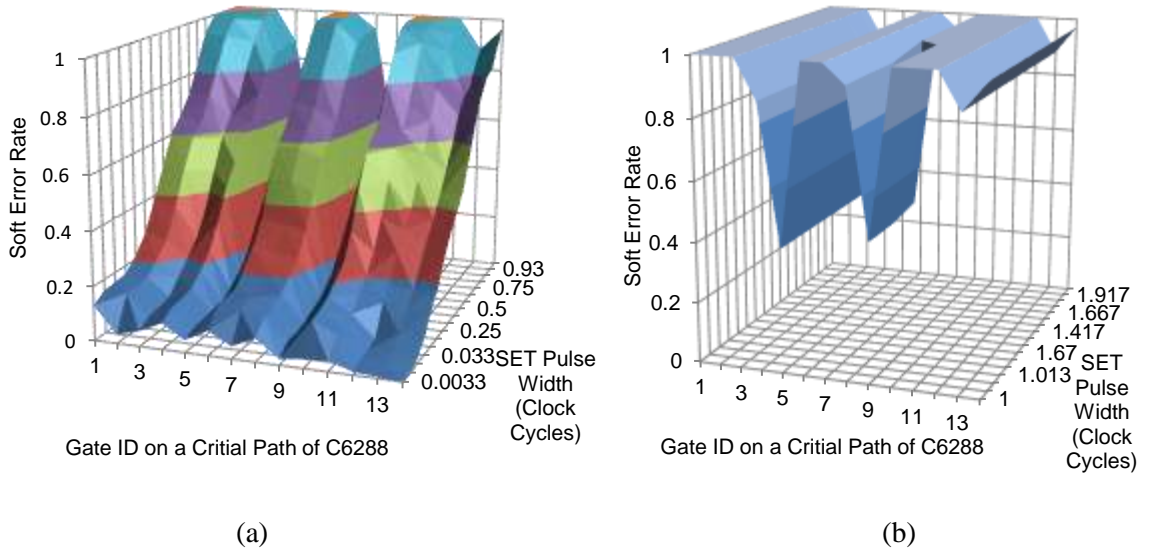 1
0.8
0.6
0.4
0.2
0
Soft Error Rate
1
3
5
7
9
11
13
0.93
0.75
0.5
0.25
0.033
0.0033
SET Pulse
Width
(Clock
Cycles)
Gate ID on a Critial Path of C6288
(a)
1
0.8
0.6
0.4
0.2
0
Soft Error Rate
1
3
5
7
9
11
13
1.917
1.667
1.417
1.67
1.013
1
SET
Pulse
Width
(Clock
Cycles)
Gate ID on a Critial Path of C6288
(b)